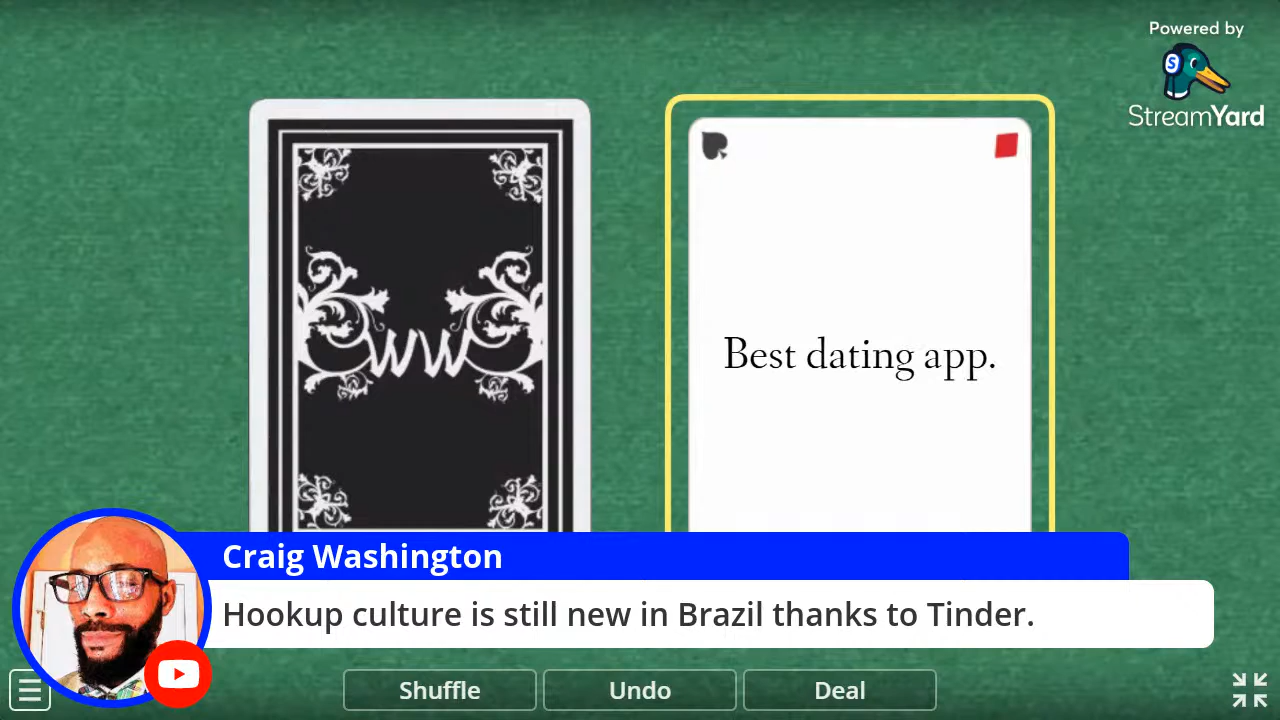 Powered by
S
StreamYard
WW
Best dating app.
Craig Washington
Hookup culture is still new in Brazil thanks to Tinder.
Shuffle
Undo
Deal